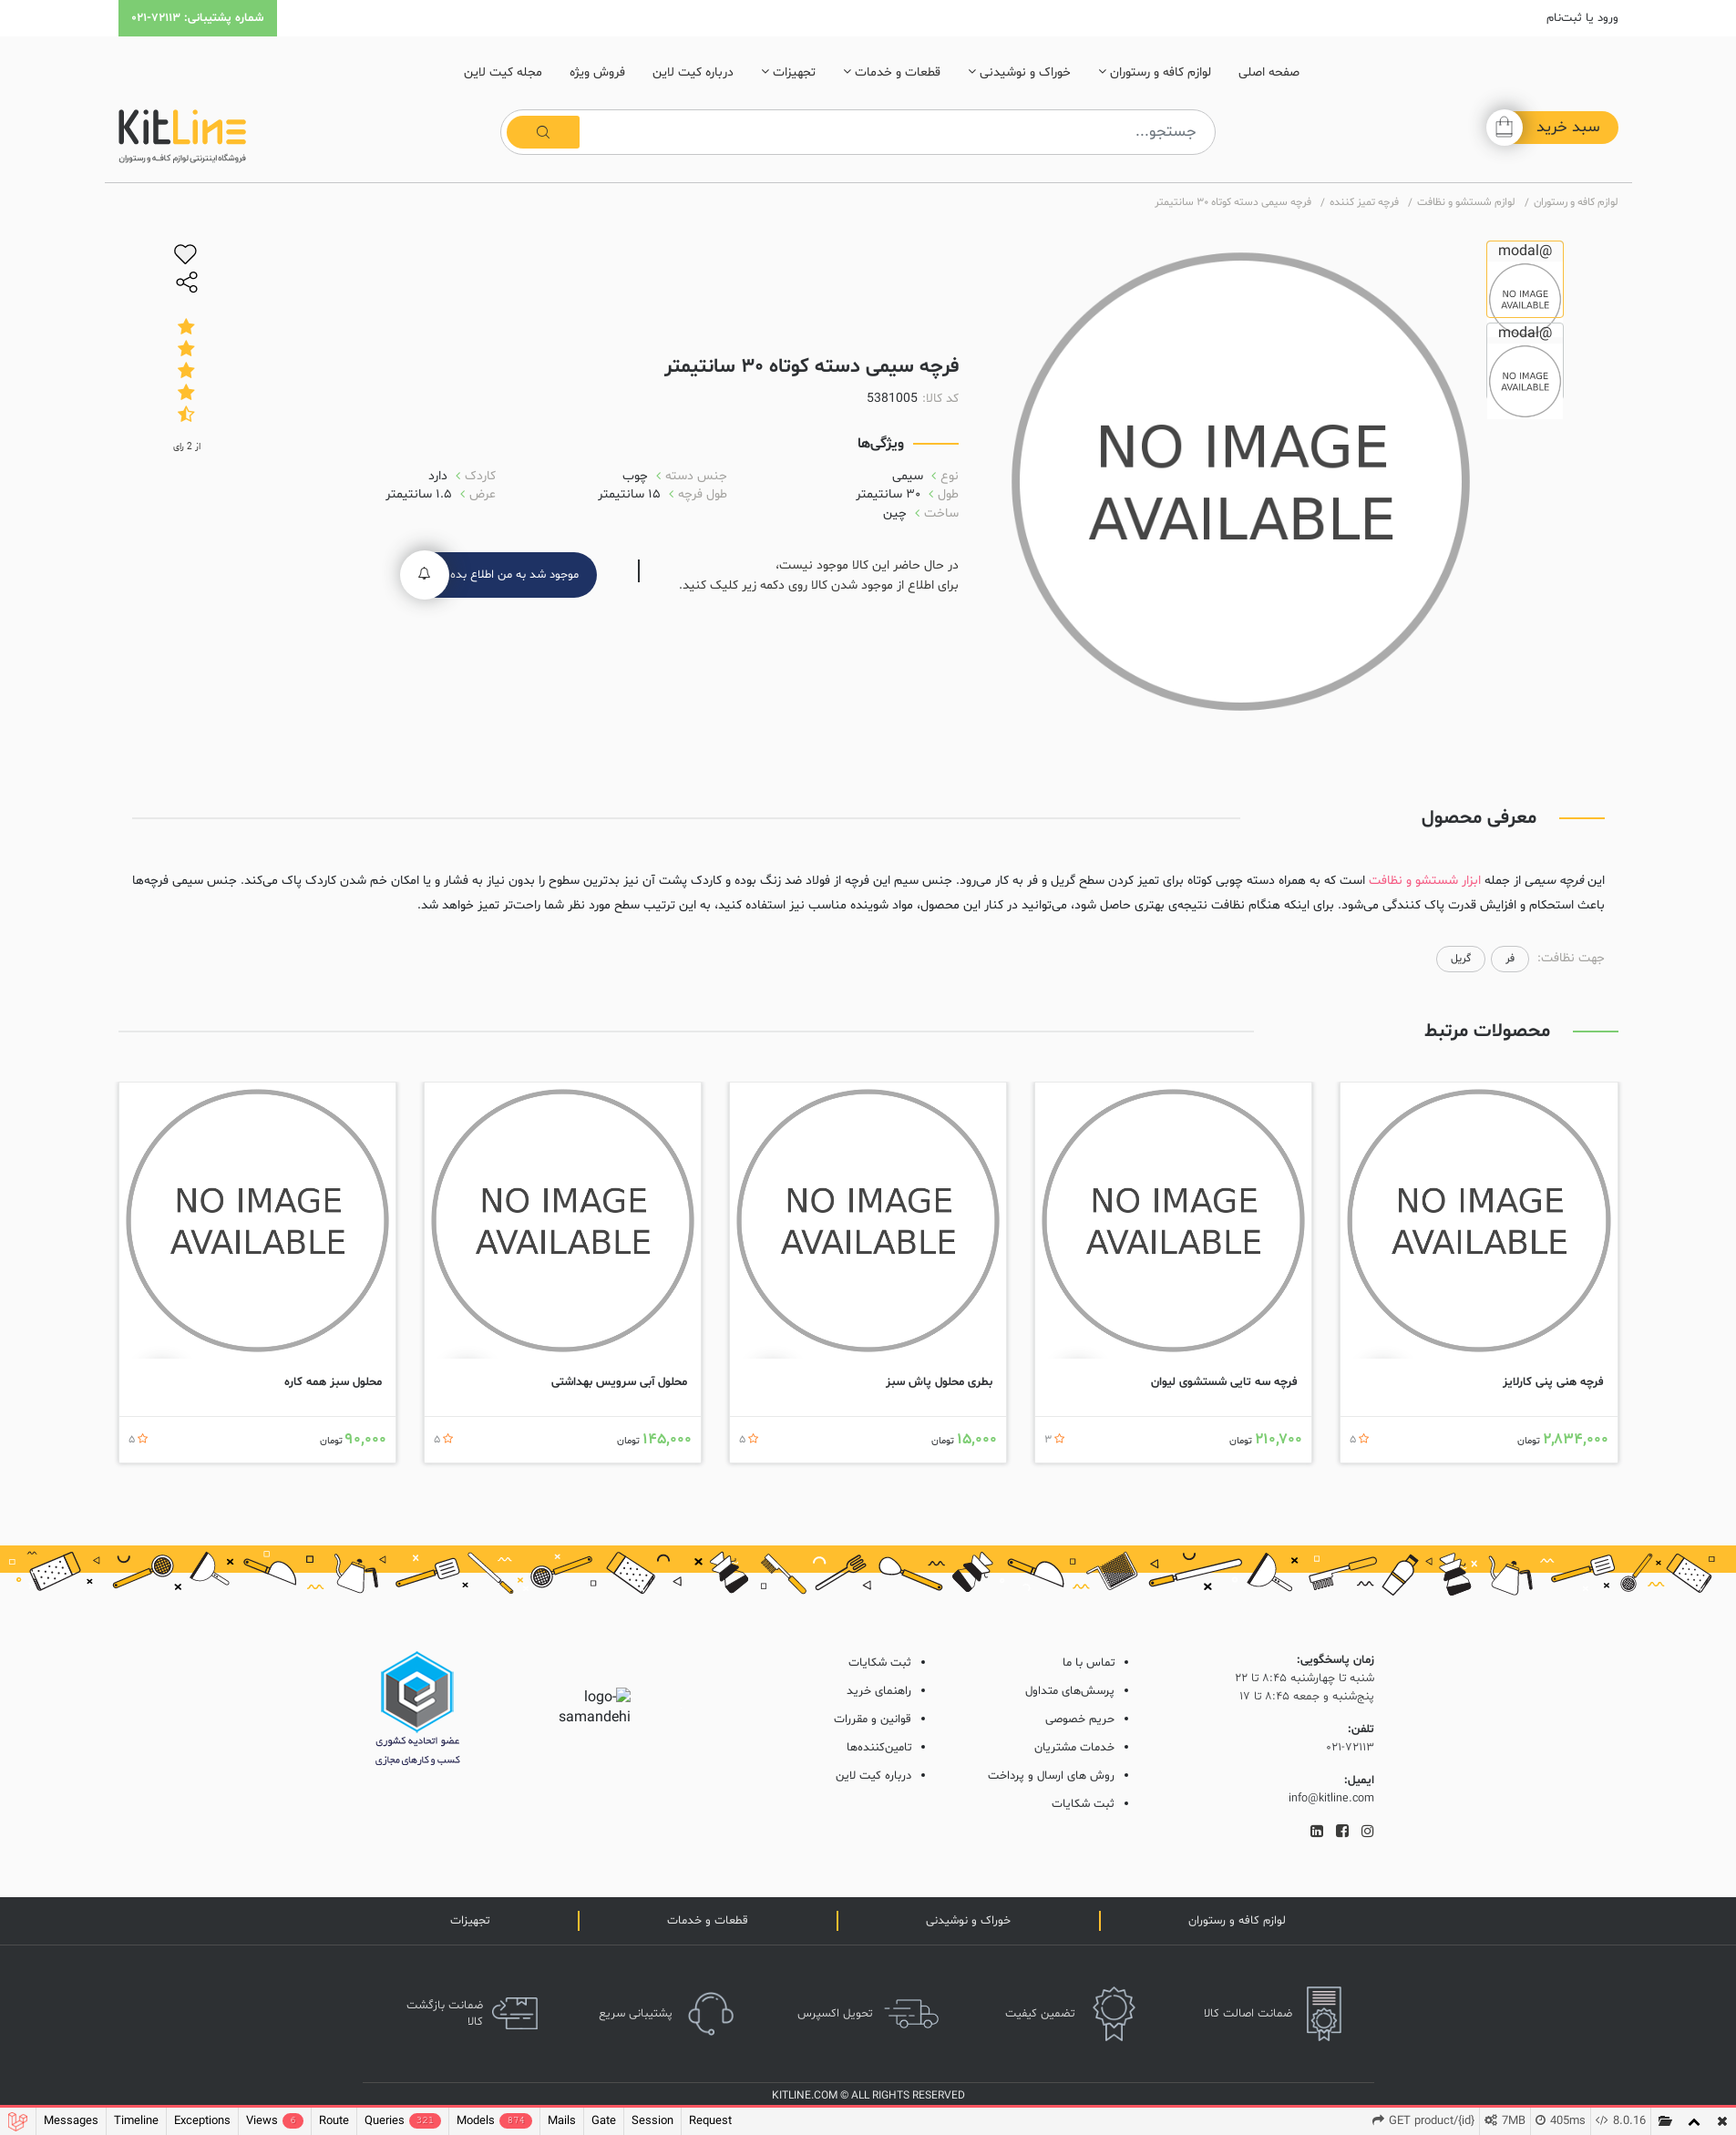 ورود یا ثبت‌نام
شماره پشتیبانی: ۷۲۱۱۳-۰۲۱
صفحه اصلی
لوازم کافه و رستوران
خوراک و نوشیدنی
قطعات و خدمات
تجهیزات
درباره کیت لاین
فروش ویژه
مجله کیت لاین
سبد خرید
جستجو...
KitLine
فروشگاه اینترنتی لوازم کافه و رستوران
لوازم کافه و رستوران / لوازم شستشو و نظافت / فرچه تمیز کننده / فرچه سیمی دسته کوتاه ۳۰ سانتیمتر
@modal
NO IMAGE
AVAILABLE
@modal
NO IMAGE
AVAILABLE
NO IMAGE
AVAILABLE
فرچه سیمی دسته کوتاه ۳۰ سانتیمتر
کد کالا: 5381005
ویژگی‌ها
نوع سیمی
جنس دسته چوب
کاردک دارد
طول ۳۰ سانتیمتر
طول فرچه ۱۵ سانتیمتر
عرض ۱.۵ سانتیمتر
ساخت چین
در حال حاضر این کالا موجود نیست،
برای اطلاع از موجود شدن کالا روی دکمه زیر کلیک کنید.
موجود شد به من اطلاع بده
از 2 رای
معرفی محصول
این فرچه سیمی از جمله ابزار شستشو و نظافت است که به همراه دسته چوبی کوتاه برای تمیز کردن سطح گریل و فر به کار می‌رود. جنس سیم این فرچه از فولاد ضد زنگ بوده و کاردک پشت آن نیز بدترین سطوح را بدون نیاز به فشار و یا امکان خم شدن کاردک پاک می‌کند. جنس سیمی فرچه‌ها
باعث استحکام و افزایش قدرت پاک کنندگی می‌شود. برای اینکه هنگام نظافت نتیجه‌ی بهتری حاصل شود، می‌توانید در کنار این محصول، مواد شوینده مناسب نیز استفاده کنید، به این ترتیب سطح مورد نظر شما راحت‌تر تمیز خواهد شد.
جهت نظافت: فر گریل
محصولات مرتبط
NO IMAGE
AVAILABLE
فرچه هنی پنی کارلایز
۲,۸۳۴,۰۰۰ تومان
۵
NO IMAGE
AVAILABLE
فرچه سه تایی شستشوی لیوان
۲۱۰,۷۰۰ تومان
۳
NO IMAGE
AVAILABLE
بطری محلول پاش سبز
۱۵,۰۰۰ تومان
۵
NO IMAGE
AVAILABLE
محلول آبی سرویس بهداشتی
۱۴۵,۰۰۰ تومان
۵
NO IMAGE
AVAILABLE
محلول سبز همه کاره
۹۰,۰۰۰ تومان
۵
زمان پاسخگویی:
شنبه تا چهارشنبه ۸:۴۵ تا ۲۲
پنج‌شنبه و جمعه ۸:۴۵ تا ۱۷
تلفن:
۰۲۱-۷۲۱۱۳
ایمیل:
info@kitline.com
تماس با ما
پرسش‌های متداول
حریم خصوصی
خدمات مشتریان
روش های ارسال و پرداخت
ثبت شکایات
ثبت شکایات
راهنمای خرید
قوانین و مقررات
تامین‌کننده‌ها
درباره کیت لاین
logo-
samandehi
عضو اتحادیه کشوری
کسب و کارهای مجازی
لوازم کافه و رستوران
خوراک و نوشیدنی
قطعات و خدمات
تجهیزات
ضمانت اصالت کالا
تضمین کیفیت
تحویل اکسپرس
پشتیبانی سریع
ضمانت بازگشت
کالا
KITLINE.COM © ALL RIGHTS RESERVED
Messages Timeline Exceptions Views 6 Route Queries 321 Models 874 Mails Gate Session Request GET product/{id} 7MB 405ms 8.0.16